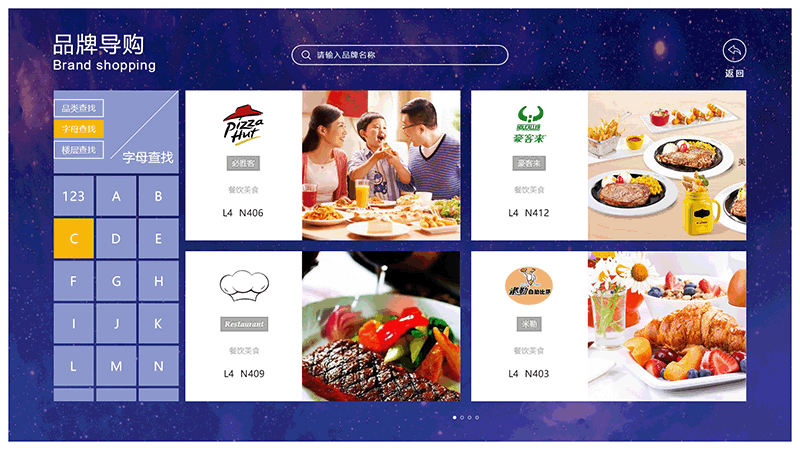 品牌导购
Brand shopping
请输入品牌名称
返回
品类查找
字母查找
楼层查找
字母查找
123 A B
C D E
F G H
I J K
L M N
Pizza
Hut
必胜客
餐饮美食
L4 N406
豪客来
豪客来
餐饮美食
L4 N412
美
Restaurant
餐饮美食
L4 N409
米勒自助比萨
米勒
餐饮美食
L4 N403